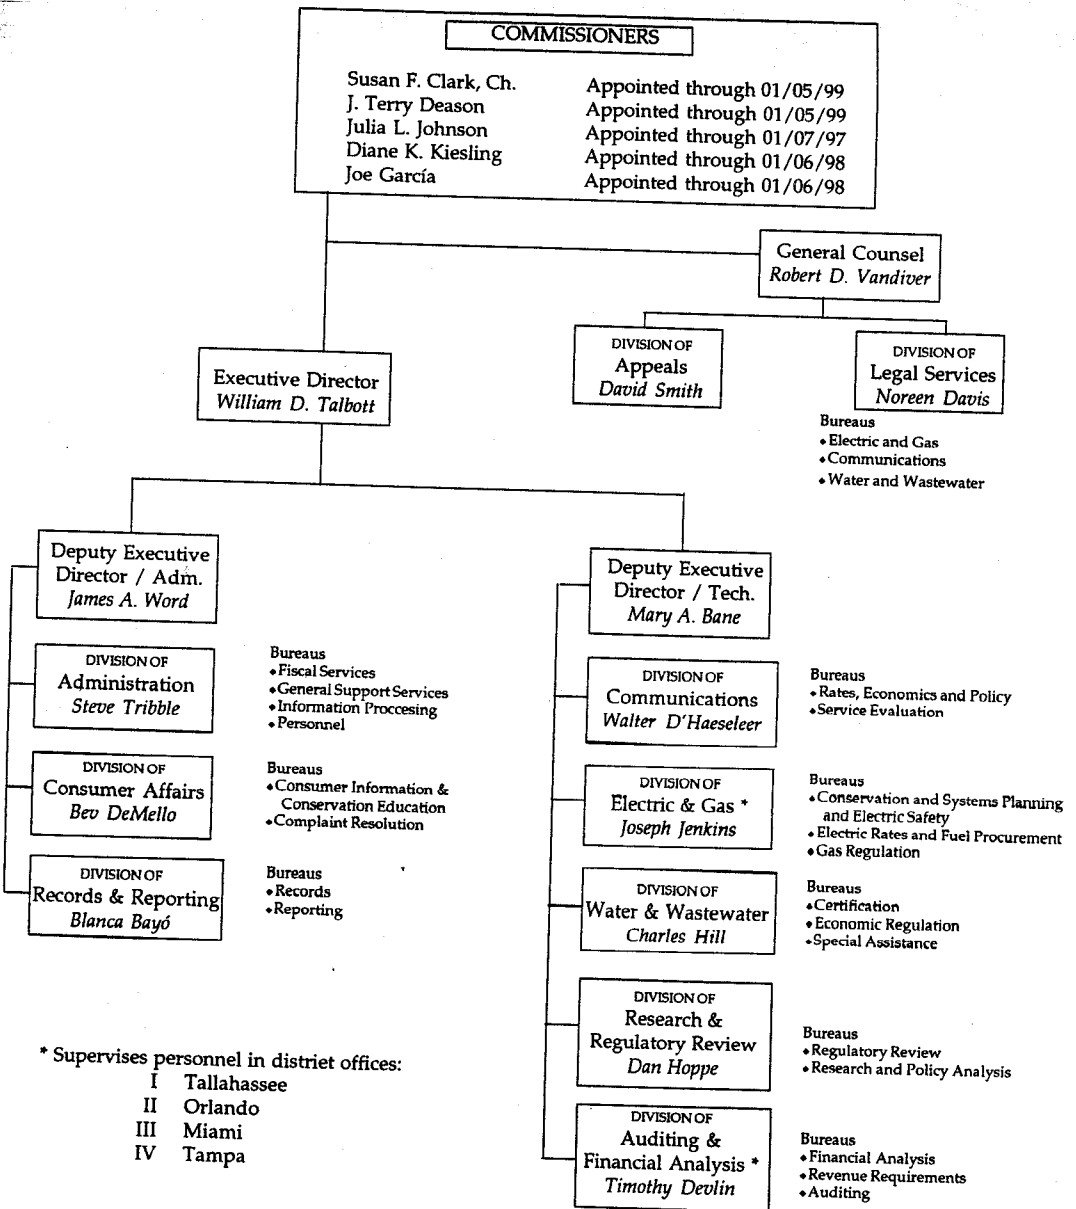 COMMISSIONERS
Susan F. Clark, Ch. Appointed through 01/05/99
J. Terry Deason Appointed through 01/05/99
Julia L. Johnson Appointed through 01/07/97
Diane K. Kiesling Appointed through 01/06/98
Joe García Appointed through 01/06/98
General Counsel
Robert D. Vandiver
DIVISION OF
Appeals
David Smith
DIVISION OF
Legal Services
Noreen Davis
Bureaus
♦Electric and Gas
♦Communications
♦Water and Wastewater
Executive Director
William D. Talbott
Deputy Executive
Director / Adm.
James A. Word
DIVISION OF
Administration
Steve Tribble
Bureaus
♦Fiscal Services
♦General Support Services
♦Information Proccesing
♦Personnel
DIVISION OF
Consumer Affairs
Bev DeMello
Bureaus
♦Consumer Information &
Conservation Education
♦Complaint Resolution
DIVISION OF
Records & Reporting
Blanca Bayó
Bureaus
♦Records
♦Reporting
Deputy Executive
Director / Tech.
Mary A. Bane
DIVISION OF
Communications
Walter D'Haeseleer
Bureaus
♦Rates, Economics and Policy
♦Service Evaluation
DIVISION OF
Electric & Gas *
Joseph Jenkins
Bureaus
♦Conservation and Systems Planning
and Electric Safety
♦Electric Rates and Fuel Procurement
♦Gas Regulation
DIVISION OF
Water & Wastewater
Charles Hill
Bureaus
♦Certification
♦Economic Regulation
♦Special Assistance
DIVISION OF
Research &
Regulatory Review
Dan Hoppe
Bureaus
♦Regulatory Review
♦Research and Policy Analysis
DIVISION OF
Auditing &
Financial Analysis *
Timothy Devlin
Bureaus
♦Financial Analysis
♦Revenue Requirements
♦Auditing
* Supervises personnel in distriet offices:
I Tallahassee
II Orlando
III Miami
IV Tampa